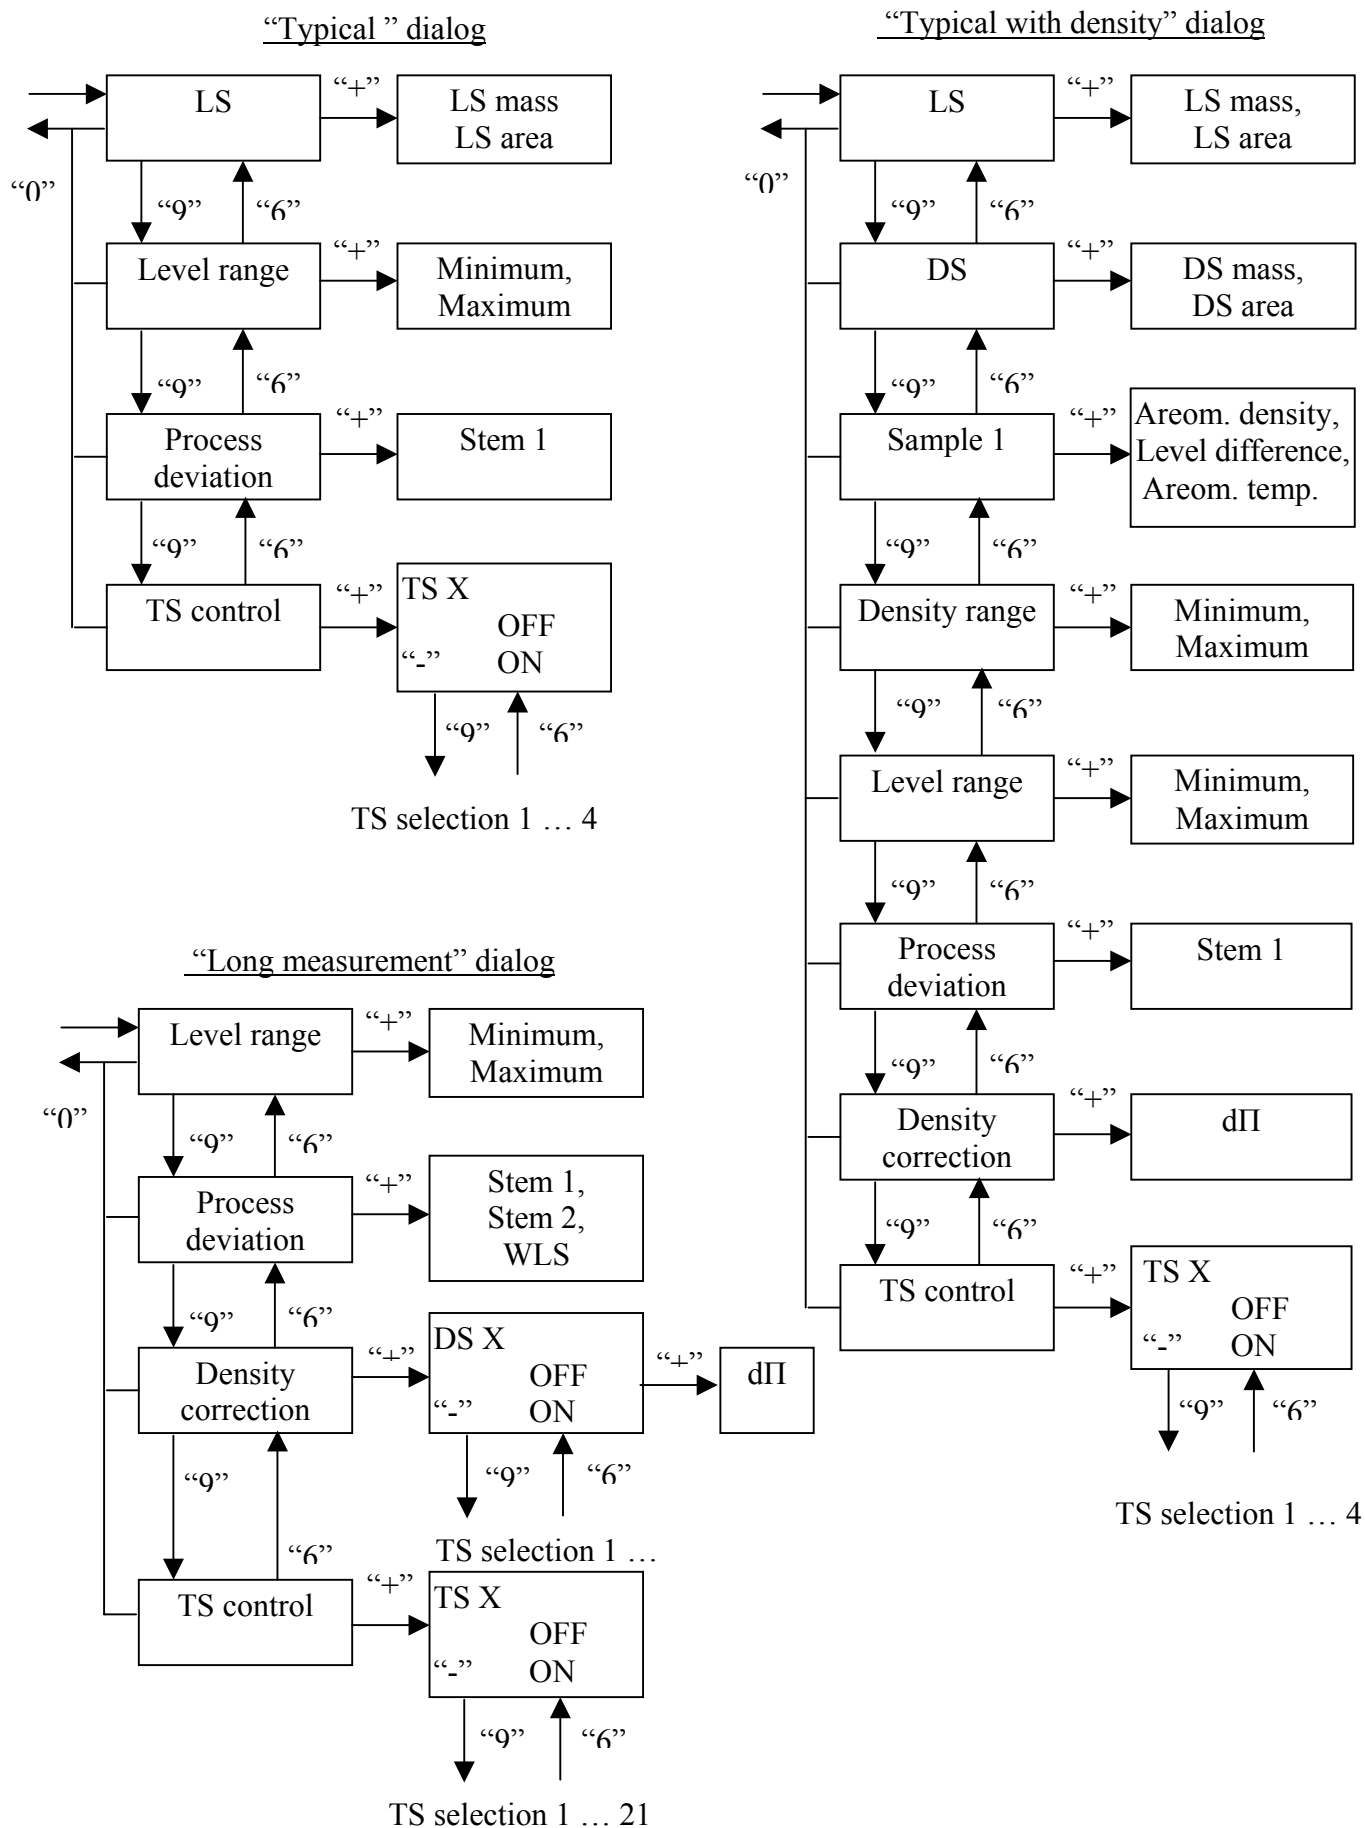 “Typical ” dialog
LS
“+”
LS mass
LS area
“0”
“9”
“6”
Level range
“+”
Minimum,
Maximum
“9”
“6”
Process
deviation
“+”
Stem 1
“9”
“6”
TS control
“+”
TS X
OFF
“-” ON
“9”
“6”
TS selection 1 … 4
“Typical with density” dialog
LS
“+”
LS mass,
LS area
“0”
“9”
“6”
DS
“+”
DS mass,
DS area
“9”
“6”
Sample 1
“+”
Areom. density,
Level difference,
Areom. temp.
“9”
“6”
Density range
“+”
Minimum,
Maximum
“9”
“6”
Level range
“+”
Minimum,
Maximum
“9”
“6”
Process
deviation
“+”
Stem 1
“9”
“6”
Density
correction
“+”
dΠ
“9”
“6”
TS control
“+”
TS X
OFF
“-” ON
“9”
“6”
TS selection 1 … 4
“Long measurement” dialog
Level range
“+”
Minimum,
Maximum
“0”
“9”
“6”
Process
deviation
“+”
Stem 1,
Stem 2,
WLS
“9”
“6”
Density
correction
“+”
DS X
OFF
“-” ON
“+”
dΠ
“9”
“6”
TS selection 1 …
“9”
“6”
TS control
“+”
TS X
OFF
“-” ON
“9”
“6”
TS selection 1 … 21